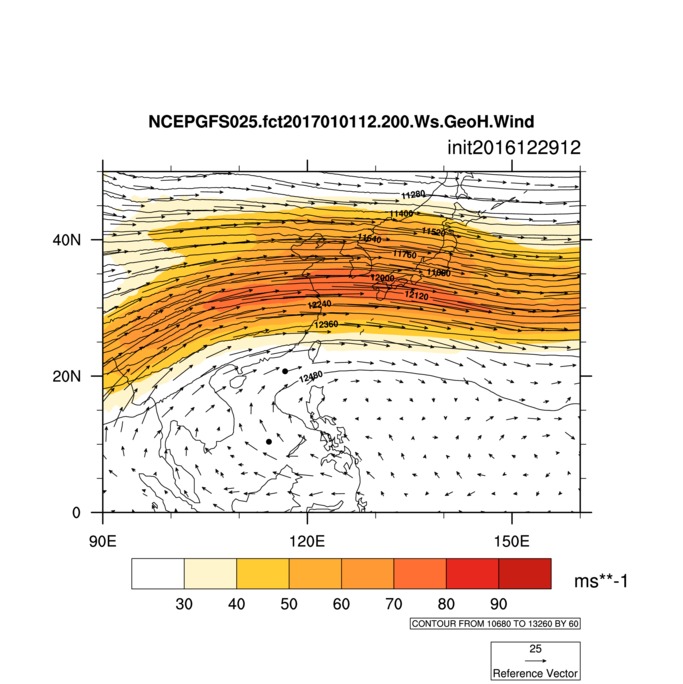 NCEPGFS025.fct2017010112.200.Ws.GeoH.Wind
init2016122912
11280
11400
11520
11640
11760
11880
12000
12120
12240
12360
12480
40N
20N
0
90E 120E 150E
ms**-1
30 40 50 60 70 80 90
CONTOUR FROM 10680 TO 13260 BY 60
25
Reference Vector